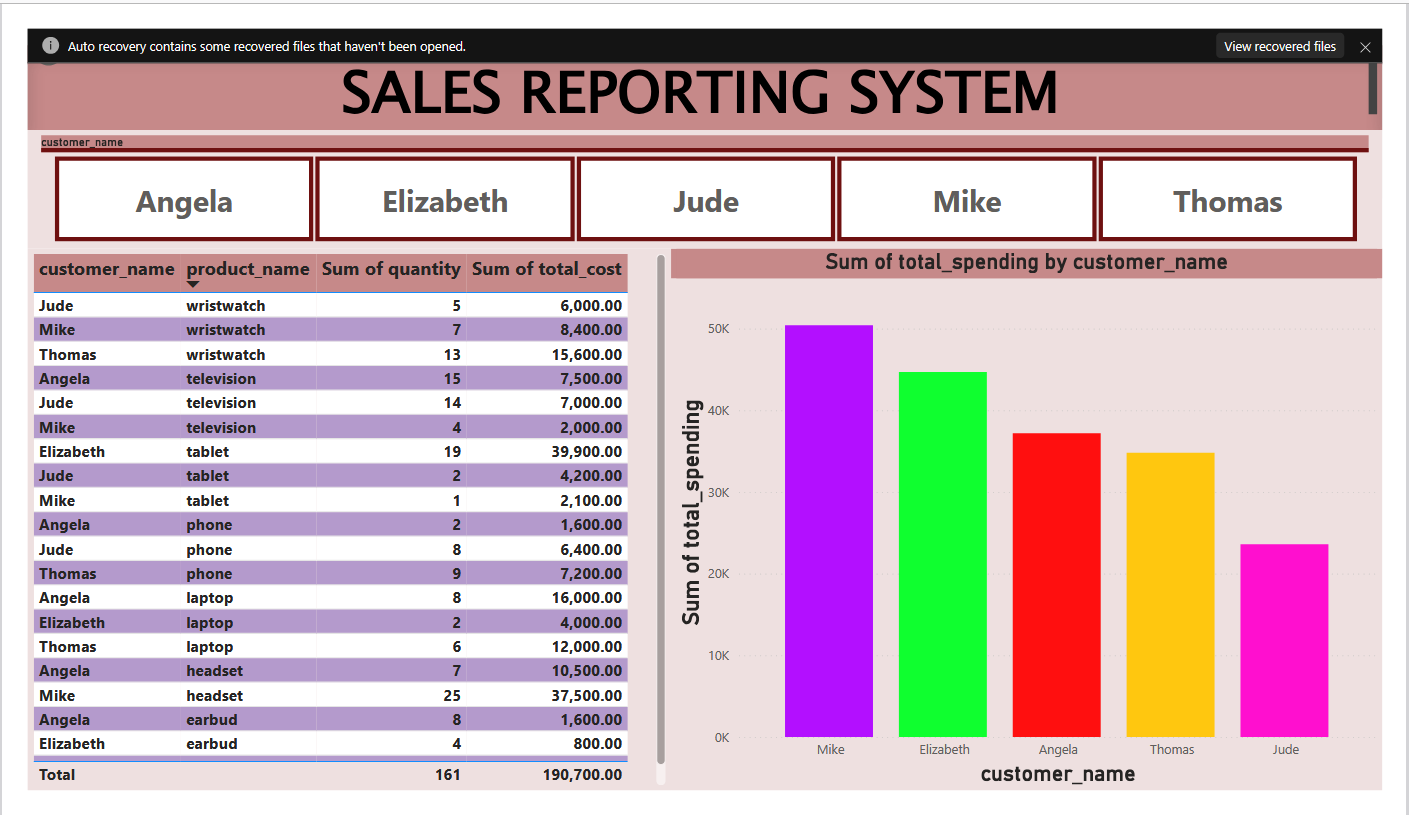 Auto recovery contains some recovered files that haven't been opened. View recovered files
SALES REPORTING SYSTEM
customer_name
Angela Elizabeth Jude Mike Thomas
customer_name product_name Sum of quantity Sum of total_cost
Jude wristwatch 5 6,000.00
Mike wristwatch 7 8,400.00
Thomas wristwatch 13 15,600.00
Angela television 15 7,500.00
Jude television 14 7,000.00
Mike television 4 2,000.00
Elizabeth tablet 19 39,900.00
Jude tablet 2 4,200.00
Mike tablet 1 2,100.00
Angela phone 2 1,600.00
Jude phone 8 6,400.00
Thomas phone 9 7,200.00
Angela laptop 8 16,000.00
Elizabeth laptop 2 4,000.00
Thomas laptop 6 12,000.00
Angela headset 7 10,500.00
Mike headset 25 37,500.00
Angela earbud 8 1,600.00
Elizabeth earbud 4 800.00
Total 161 190,700.00
Sum of total_spending by customer_name
Sum of total_spending
50K
40K
30K
20K
10K
0K
Mike Elizabeth Angela Thomas Jude
customer_name